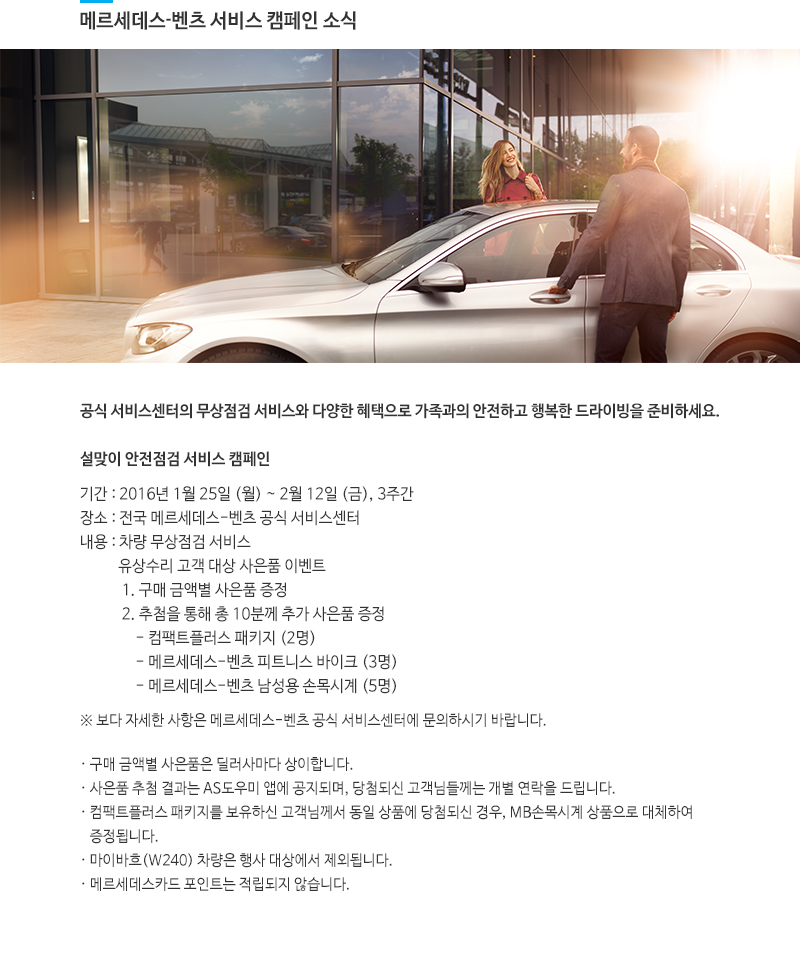 메르세데스-벤츠 서비스 캠페인 소식
공식 서비스센터의 무상점검 서비스와 다양한 혜택으로 가족과의 안전하고 행복한 드라이빙을 준비하세요.
설맞이 안전점검 서비스 캠페인
기간 : 2016년 1월 25일 (월) ~ 2월 12일 (금), 3주간
장소 : 전국 메르세데스-벤츠 공식 서비스센터
내용 : 차량 무상점검 서비스
유상수리 고객 대상 사은품 이벤트
1. 구매 금액별 사은품 증정
2. 추첨을 통해 총 10분께 추가 사은품 증정
- 컴팩트플러스 패키지 (2명)
- 메르세데스-벤츠 피트니스 바이크 (3명)
- 메르세데스-벤츠 남성용 손목시계 (5명)
※ 보다 자세한 사항은 메르세데스-벤츠 공식 서비스센터에 문의하시기 바랍니다.
· 구매 금액별 사은품은 딜러사마다 상이합니다.
· 사은품 추첨 결과는 AS도우미 앱에 공지되며, 당첨되신 고객님들께는 개별 연락을 드립니다.
· 컴팩트플러스 패키지를 보유하신 고객님께서 동일 상품에 당첨되신 경우, MB손목시계 상품으로 대체하여
증정됩니다.
· 마이바흐(W240) 차량은 행사 대상에서 제외됩니다.
· 메르세데스카드 포인트는 적립되지 않습니다.